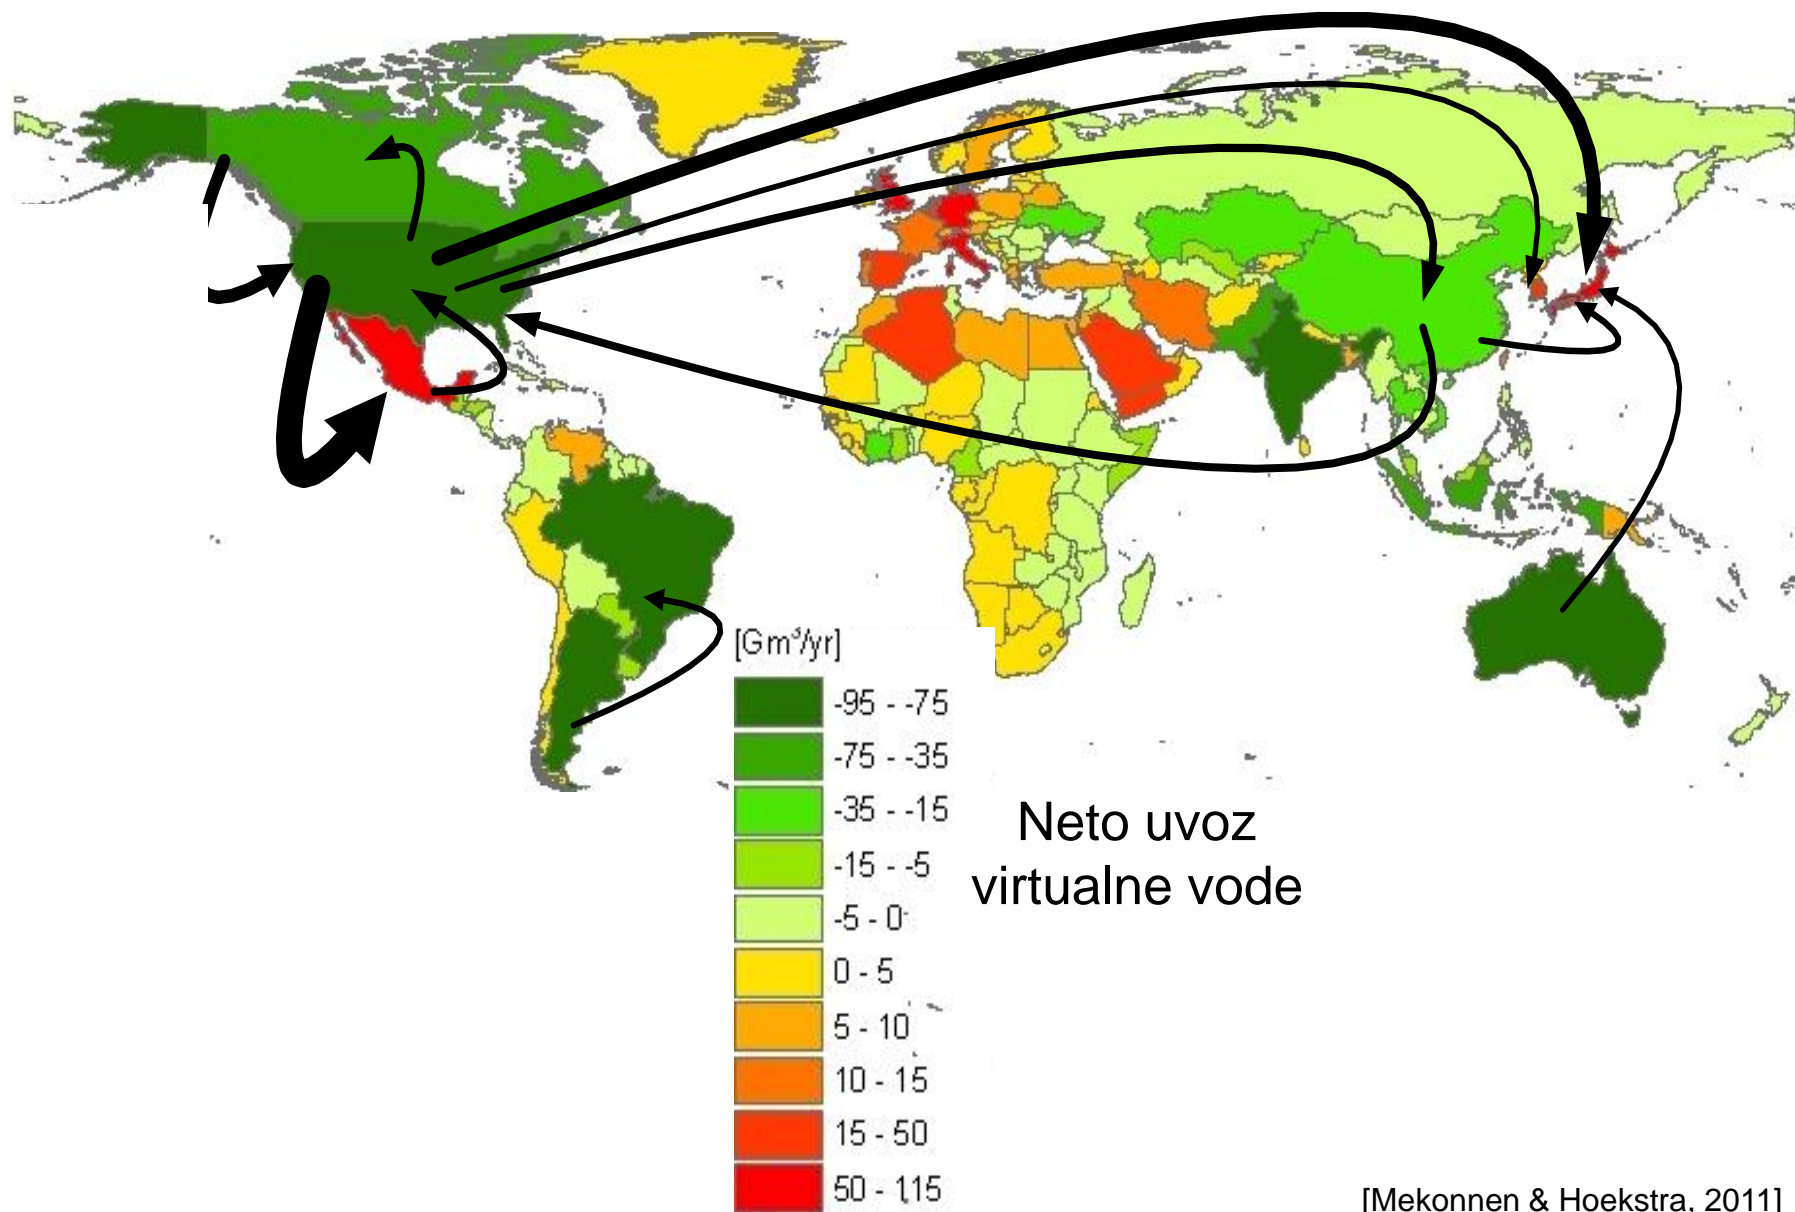 [Gm³/yr]
-95 - -75
-75 - -35
-35 - -15
-15 - -5
-5 - 0
0 - 5
5 - 10
10 - 15
15 - 50
50 - 115
Neto uvoz
virtualne vode
[Mekonnen & Hoekstra, 2011]